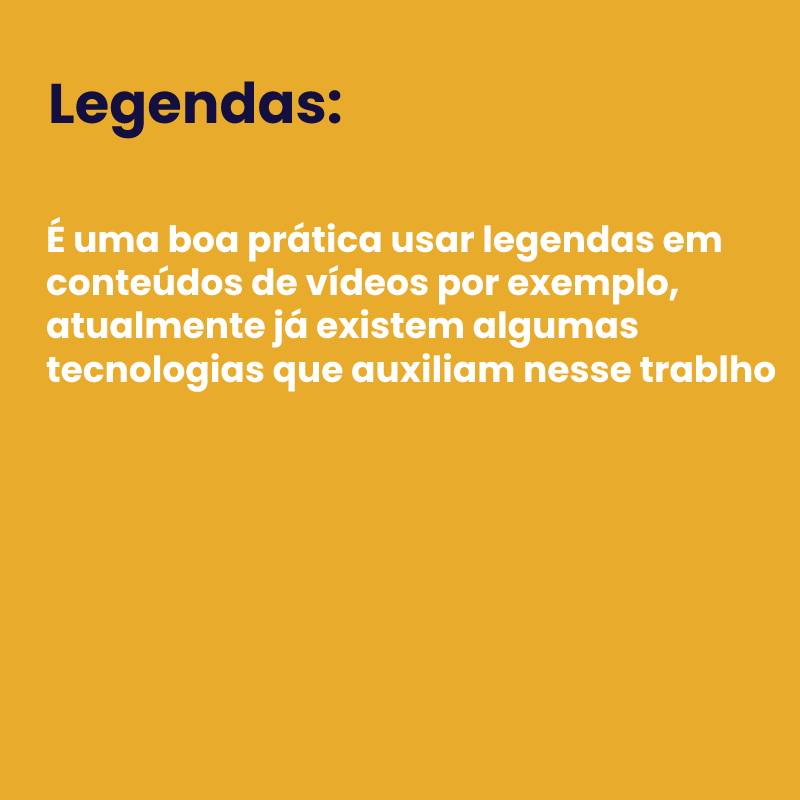 Legendas:
É uma boa prática usar legendas em
conteúdos de vídeos por exemplo,
atualmente já existem algumas
tecnologias que auxiliam nesse trablho